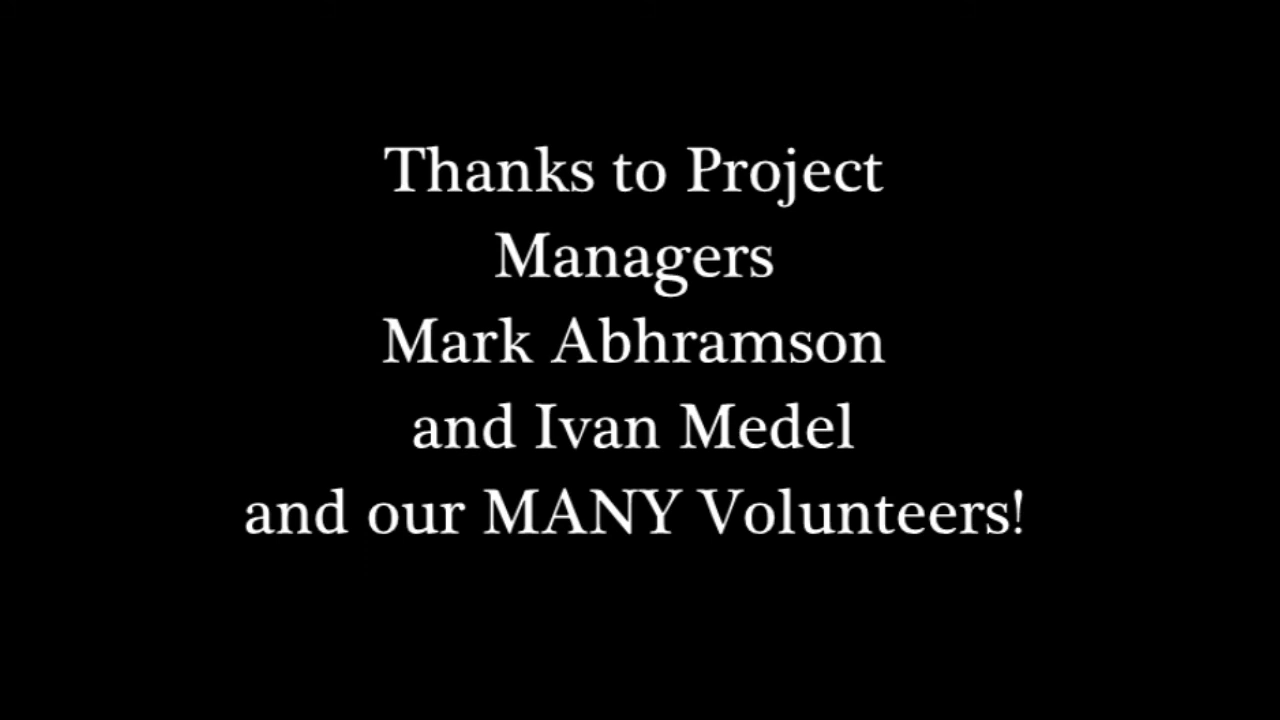 Thanks to Project
Managers
Mark Abhramson
and Ivan Medel
and our MANY Volunteers!